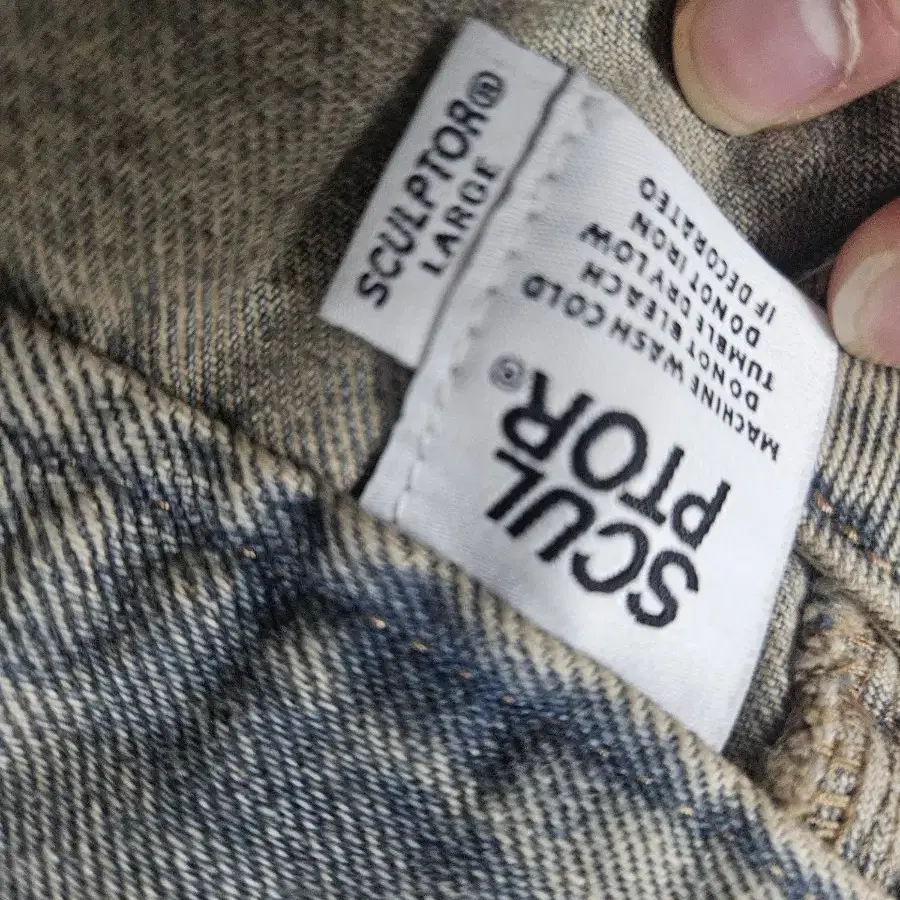 SCULPTOR®
LARGE
SCUL
PTOR®
MACHINE WASH COLD
DO NOT BLEACH
TUMBLE DRY LOW
DO NOT IRON
IF DECORATED